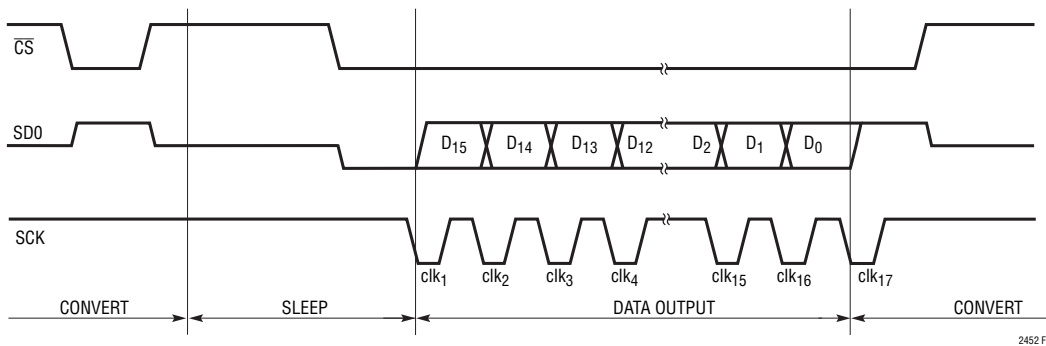 CS
SD0
D15 D14 D13 D12 D2 D1 D0
SCK
clk1 clk2 clk3 clk4 clk15 clk16 clk17
CONVERT SLEEP DATA OUTPUT CONVERT
2452 F